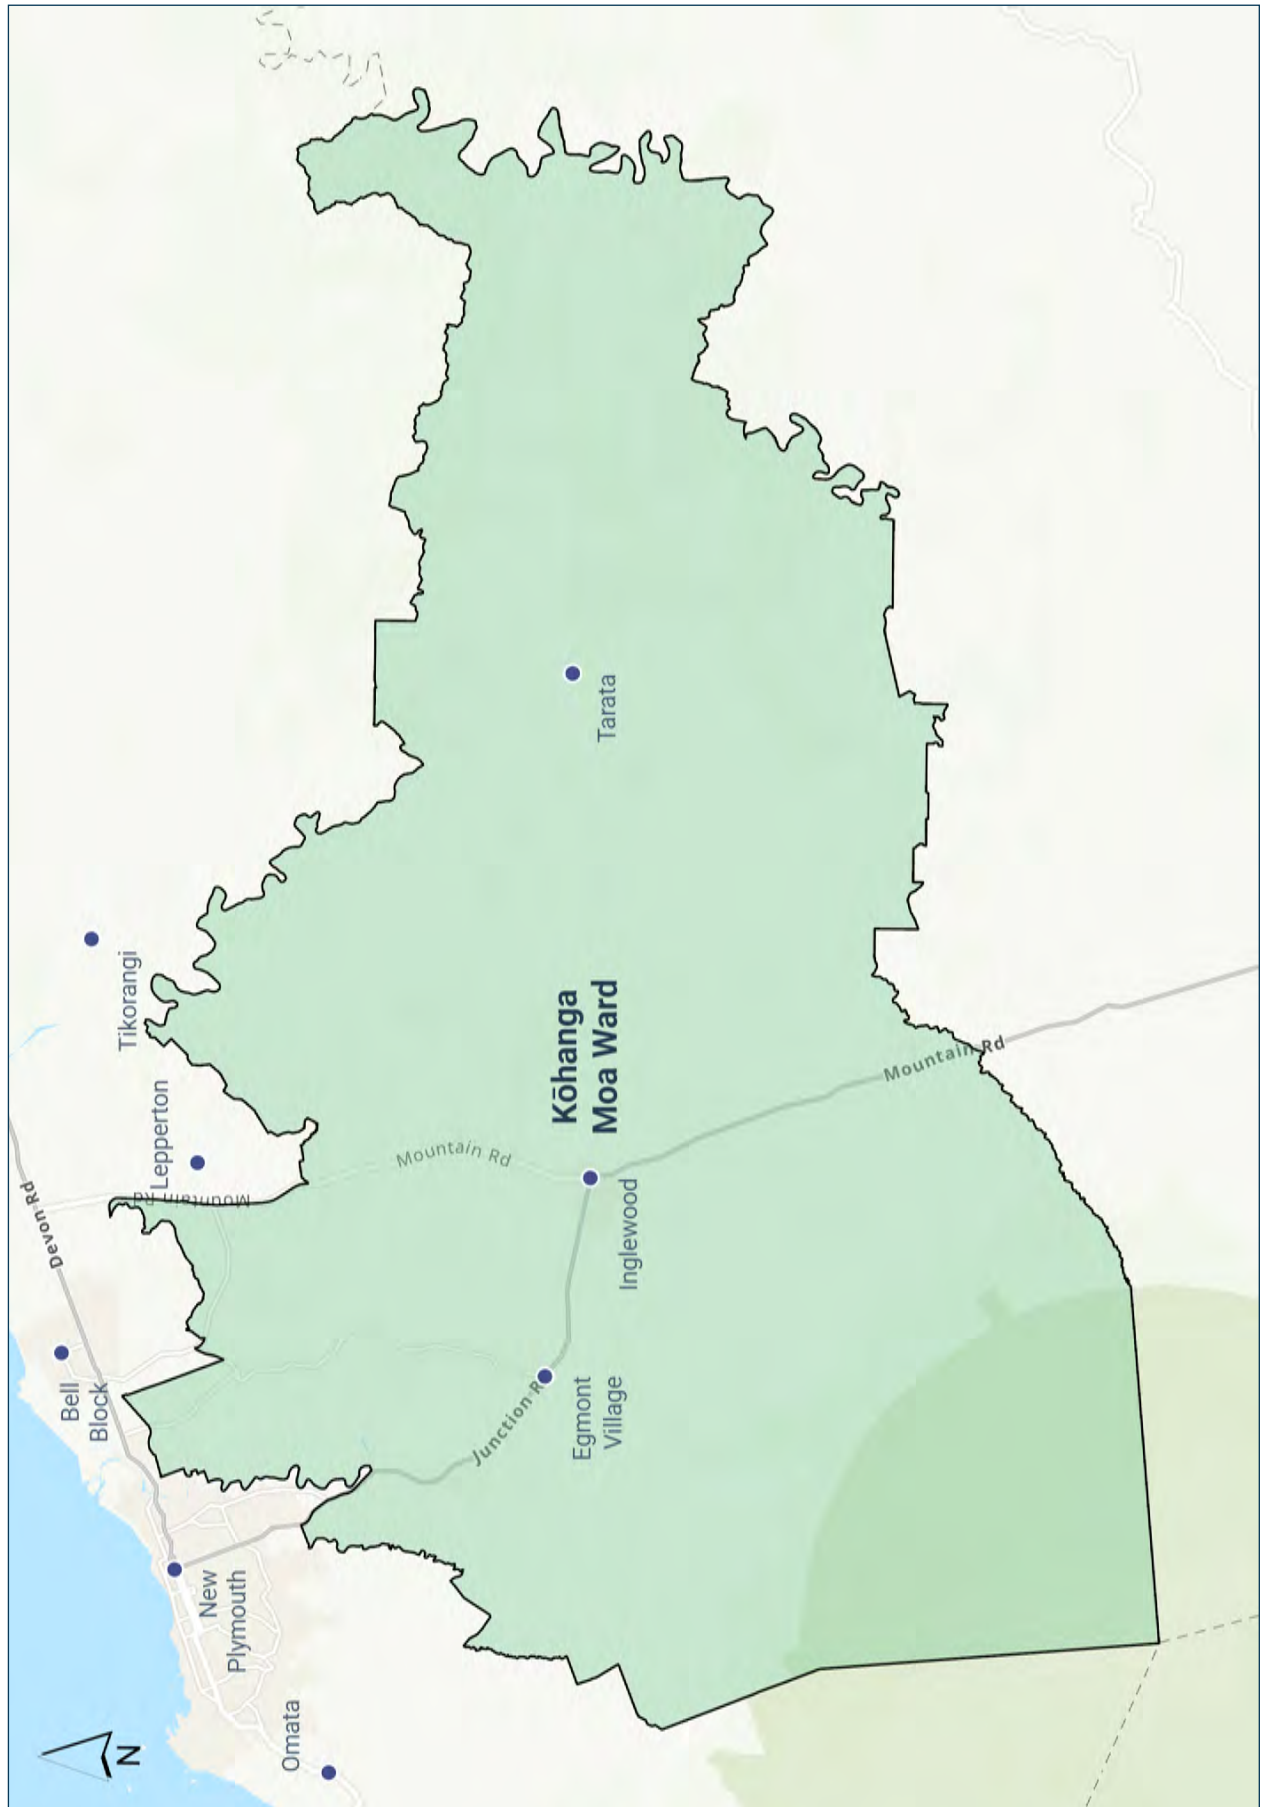 Tikorangi
Lepperton
Mountain Rd
Devon Rd
Bell
Block
New
Plymouth
Omata
N
Mountain Rd
Kōhanga
Moa Ward
Tarata
Inglewood
Mountain Rd
Junction Rd
Egmont
Village